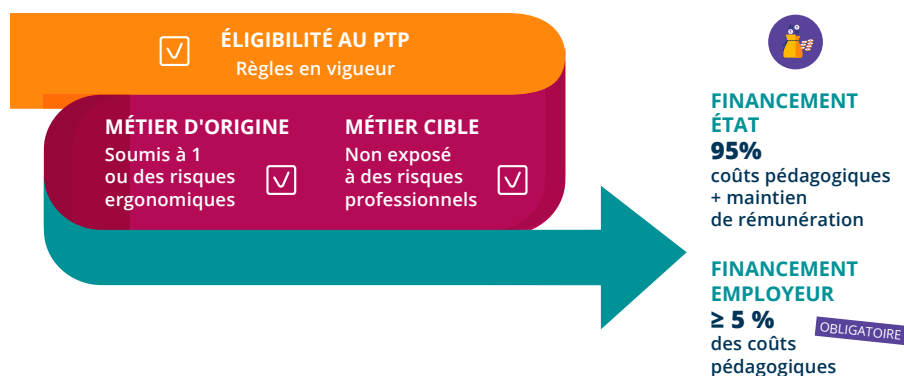 ÉLIGIBILITÉ AU PTP
Règles en vigueur
MÉTIER D'ORIGINE
Soumis à 1
ou des risques
ergonomiques
MÉTIER CIBLE
Non exposé
à des risques
professionnels
FINANCEMENT
ÉTAT
95%
coûts pédagogiques
+ maintien
de rémunération
FINANCEMENT
EMPLOYEUR
≥ 5 %
OBLIGATOIRE
des coûts
pédagogiques